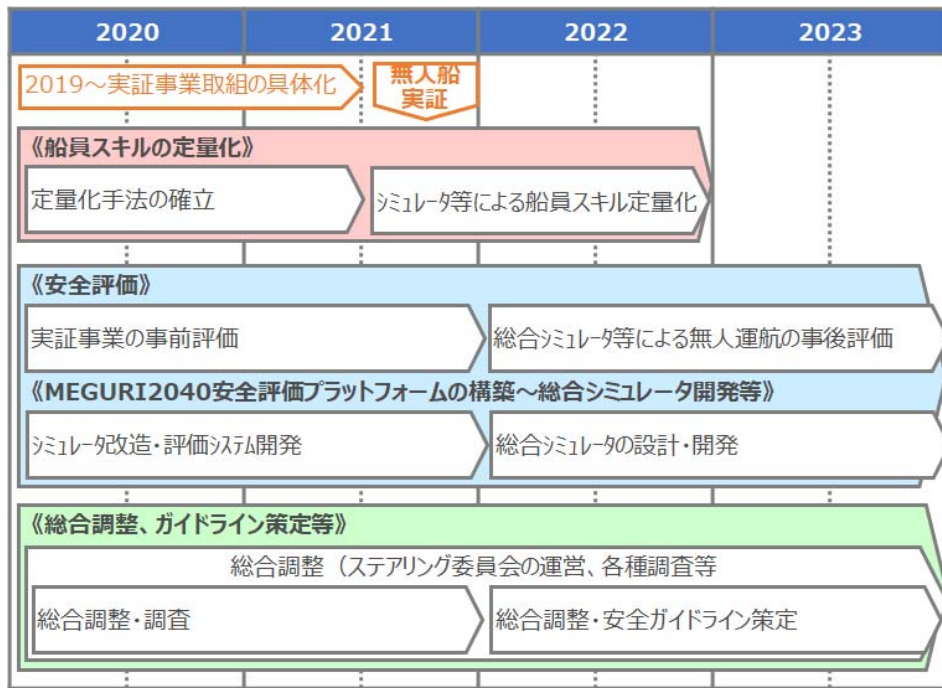 2020 2021 2022 2023
2019～実証事業取組の具体化
無人船
実証
《船員スキルの定量化》
定量化手法の確立
シミュレータ等による船員スキル定量化
《安全評価》
実証事業の事前評価
総合シミュレータ等による無人運航の事後評価
《MEGURI2040安全評価プラットフォームの構築～総合シミュレータ開発等》
シミュレータ改造・評価システム開発
総合シミュレータの設計・開発
《総合調整、ガイドライン策定等》
総合調整（ステアリング委員会の運営、各種調査等
総合調整・調査
総合調整・安全ガイドライン策定